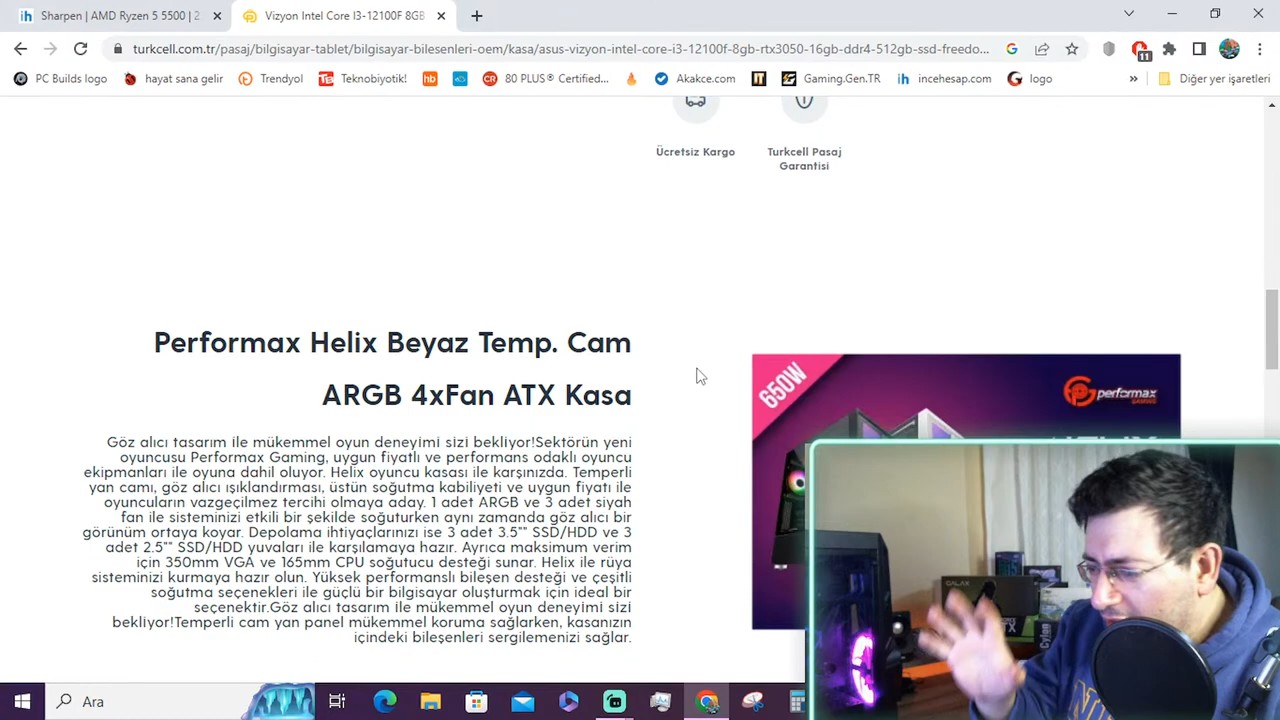 Sharpen | AMD Ryzen 5 5500 | 2
Vizyon Intel Core I3-12100F 8GB
turkcell.com.tr/pasaj/bilgisayar-tablet/bilgisayar-bilesenleri-oem/kasa/asus-vizyon-intel-core-i3-12100f-8gb-rtx3050-16gb-ddr4-512gb-ssd-freedo...
11
PC Builds logo
hayat sana gelir
Trendyol
Teknobiyotik!
hb
80 PLUS® Certified...
Akakce.com
IT
Gaming.Gen.TR
ih
incehesap.com
logo
»
Diğer yer işaretleri
Ücretsiz Kargo
Turkcell Pasaj
Garantisi
Performax Helix Beyaz Temp. Cam
ARGB 4xFan ATX Kasa
Göz alıcı tasarım ile mükemmel oyun deneyimi sizi bekliyor!Sektörün yeni
oyuncusu Performax Gaming, uygun fiyatlı ve performans odaklı oyuncu
ekipmanları ile oyuna dahil oluyor. Helix oyuncu kasası ile karşınızda. Temperli
yan camı, göz alıcı ışıklandırması, üstün soğutma kabiliyeti ve uygun fiyatı ile
oyuncuların vazgeçilmez tercihi olmaya aday. 1 adet ARGB ve 3 adet siyah
fan ile sisteminizi etkili bir şekilde soğuturken aynı zamanda göz alıcı bir
görünüm ortaya koyar. Depolama ihtiyaçlarınızı ise 3 adet 3.5"" SSD/HDD ve 3
adet 2.5"" SSD/HDD yuvaları ile karşılamaya hazır. Ayrıca maksimum verim
için 350mm VGA ve 165mm CPU soğutucu desteği sunar. Helix ile rüya
sisteminizi kurmaya hazır olun. Yüksek performanslı bileşen desteği ve çeşitli
soğutma seçenekleri ile güçlü bir bilgisayar oluşturmak için ideal bir
seçenektir.Göz alıcı tasarım ile mükemmel oyun deneyimi sizi
bekliyor!Temperli cam yan panel mükemmel koruma sağlarken, kasanızın
içindeki bileşenleri sergilemenizi sağlar.
650W
performax
GAMING
GALAX
Ara